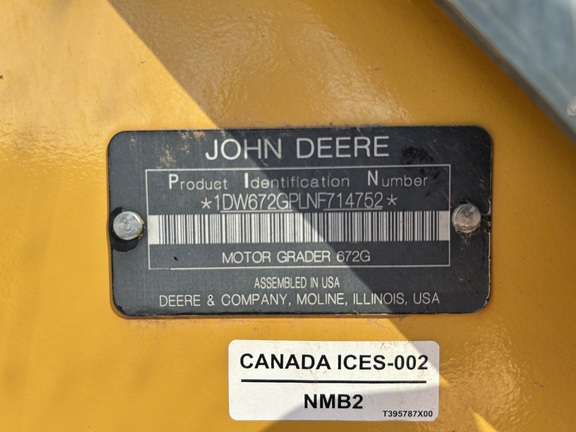 JOHN DEERE
Product Identification Number
*1DW672GPLNF714752*
MOTOR GRADER 672G
ASSEMBLED IN USA
DEERE & COMPANY, MOLINE, ILLINOIS, USA
CANADA ICES-002
NMB2
T395787X00